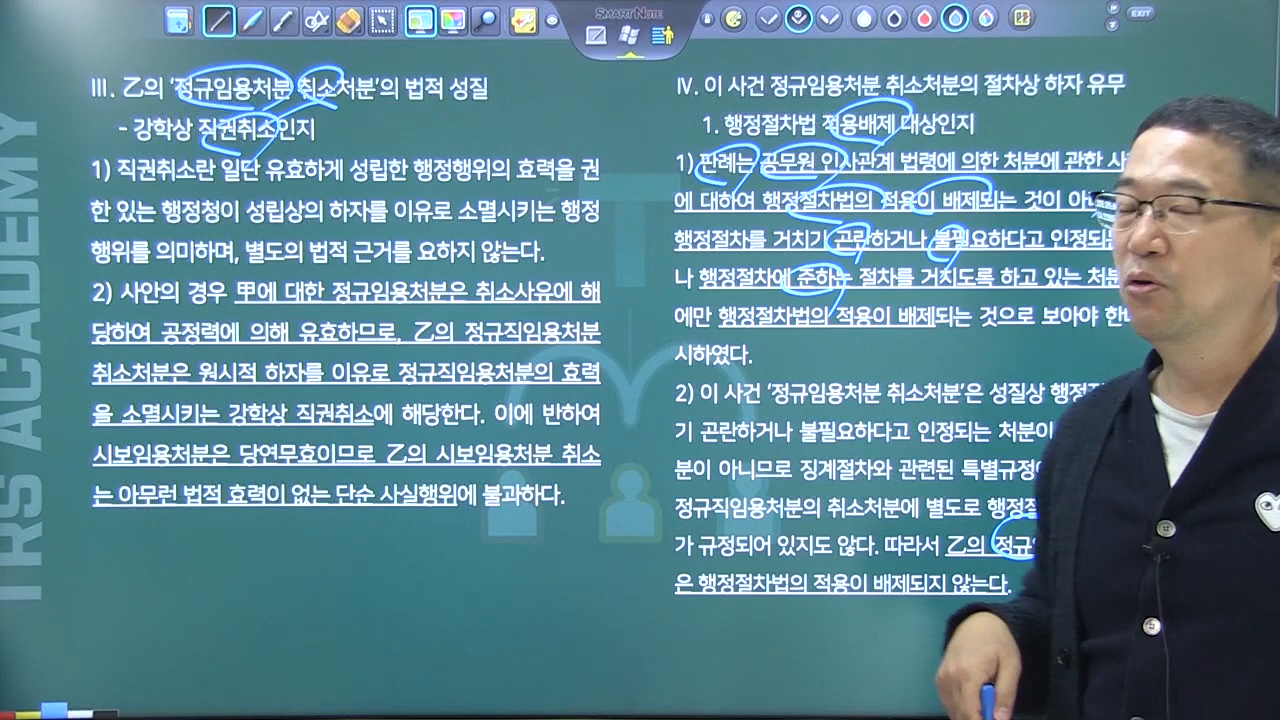 SMART NOTE
EXIT
TRS ACADEMY
Ⅲ. 乙의 '정규임용처분 취소처분'의 법적 성질
- 강학상 직권취소인지
1) 직권취소란 일단 유효하게 성립한 행정행위의 효력을 권
한 있는 행정청이 성립상의 하자를 이유로 소멸시키는 행정
행위를 의미하며, 별도의 법적 근거를 요하지 않는다.
2) 사안의 경우 甲에 대한 정규임용처분은 취소사유에 해
당하여 공정력에 의해 유효하므로, 乙의 정규직임용처분
취소처분은 원시적 하자를 이유로 정규직임용처분의 효력
을 소멸시키는 강학상 직권취소에 해당한다. 이에 반하여
시보임용처분은 당연무효이므로 乙의 시보임용처분 취소
는 아무런 법적 효력이 없는 단순 사실행위에 불과하다.
Ⅳ. 이 사건 정규임용처분 취소처분의 절차상 하자 유무
1. 행정절차법 적용배제 대상인지
1) 판례는 공무원 인사관계 법령에 의한 처분에 관한
에 대하여 행정절차법의 적용이 배제되는 것이
행정절차를 거치기 곤란하거나 불필요하다고
나 행정절차에 준하는 절차를 거치도록 하고 있는 처분
에만 행정절차법의 적용이 배제되는 것으로 보아야
시하였다.
2) 이 사건 '정규임용처분 취소처분'은 성질상
기 곤란하거나 불필요하다고 인정되는 처분이
분이 아니므로 징계절차와 관련된
정규직임용처분의 취소처분에 별도로
가 규정되어 있지도 않다. 따라서 乙의
은 행정절차법의 적용이 배제되지 않는다.